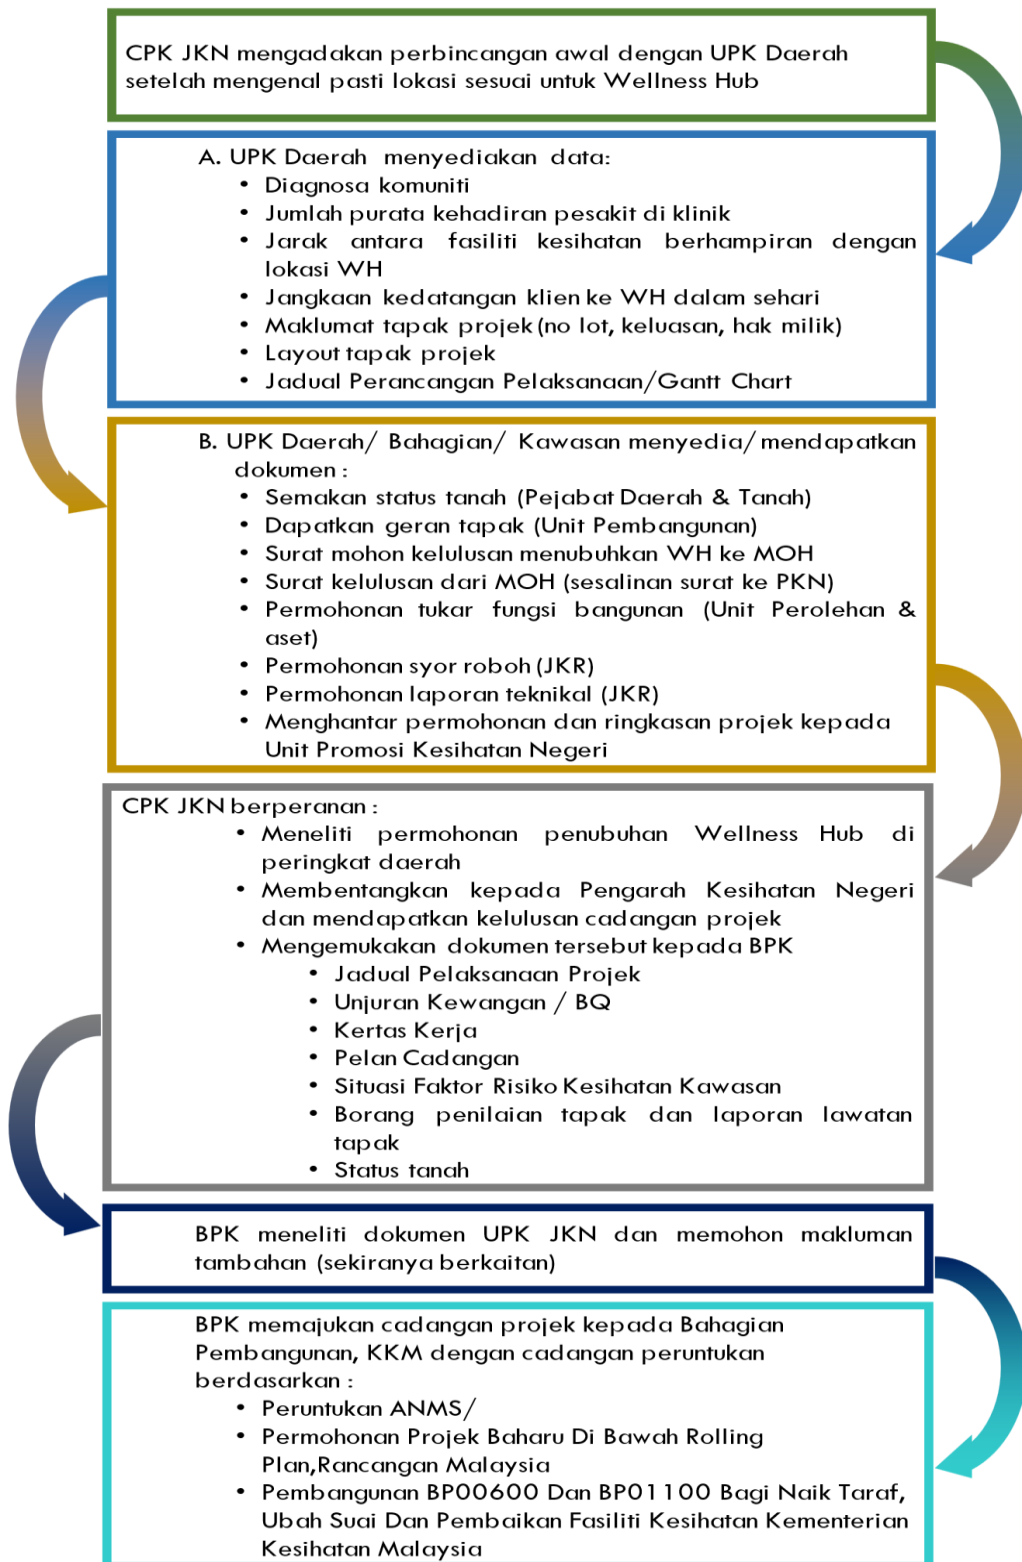 CPK JKN mengadakan perbincangan awal dengan UPK Daerah
setelah mengenal pasti lokasi sesuai untuk Wellness Hub
A. UPK Daerah menyediakan data:
• Diagnosa komuniti
• Jumlah purata kehadiran pesakit di klinik
• Jarak antara fasiliti kesihatan berhampiran dengan
lokasi WH
• Jangkaan kedatangan klien ke WH dalam sehari
• Maklumat tapak projek (no lot, keluasan, hak milik)
• Layout tapak projek
• Jadual Perancangan Pelaksanaan/Gantt Chart
B. UPK Daerah/ Bahagian/ Kawasan menyedia/mendapatkan
dokumen :
• Semakan status tanah (Pejabat Daerah & Tanah)
• Dapatkan geran tapak (Unit Pembangunan)
• Surat mohon kelulusan menubuhkan WH ke MOH
• Surat kelulusan dari MOH (sesalinan surat ke PKN)
• Permohonan tukar fungsi bangunan (Unit Perolehan &
aset)
• Permohonan syor roboh (JKR)
• Permohonan laporan teknikal (JKR)
• Menghantar permohonan dan ringkasan projek kepada
Unit Promosi Kesihatan Negeri
CPK JKN berperanan :
• Meneliti permohonan penubuhan Wellness Hub di
peringkat daerah
• Membentangkan kepada Pengarah Kesihatan Negeri
dan mendapatkan kelulusan cadangan projek
• Mengemukakan dokumen tersebut kepada BPK
• Jadual Pelaksanaan Projek
• Unjuran Kewangan / BQ
• Kertas Kerja
• Pelan Cadangan
• Situasi Faktor Risiko Kesihatan Kawasan
• Borang penilaian tapak dan laporan lawatan
tapak
• Status tanah
BPK meneliti dokumen UPK JKN dan memohon makluman
tambahan (sekiranya berkaitan)
BPK memajukan cadangan projek kepada Bahagian
Pembangunan, KKM dengan cadangan peruntukan
berdasarkan :
• Peruntukan ANMS/
• Permohonan Projek Baharu Di Bawah Rolling
Plan,Rancangan Malaysia
• Pembangunan BP00600 Dan BP01100 Bagi Naik Taraf,
Ubah Suai Dan Pembaikan Fasiliti Kesihatan Kementerian
Kesihatan Malaysia